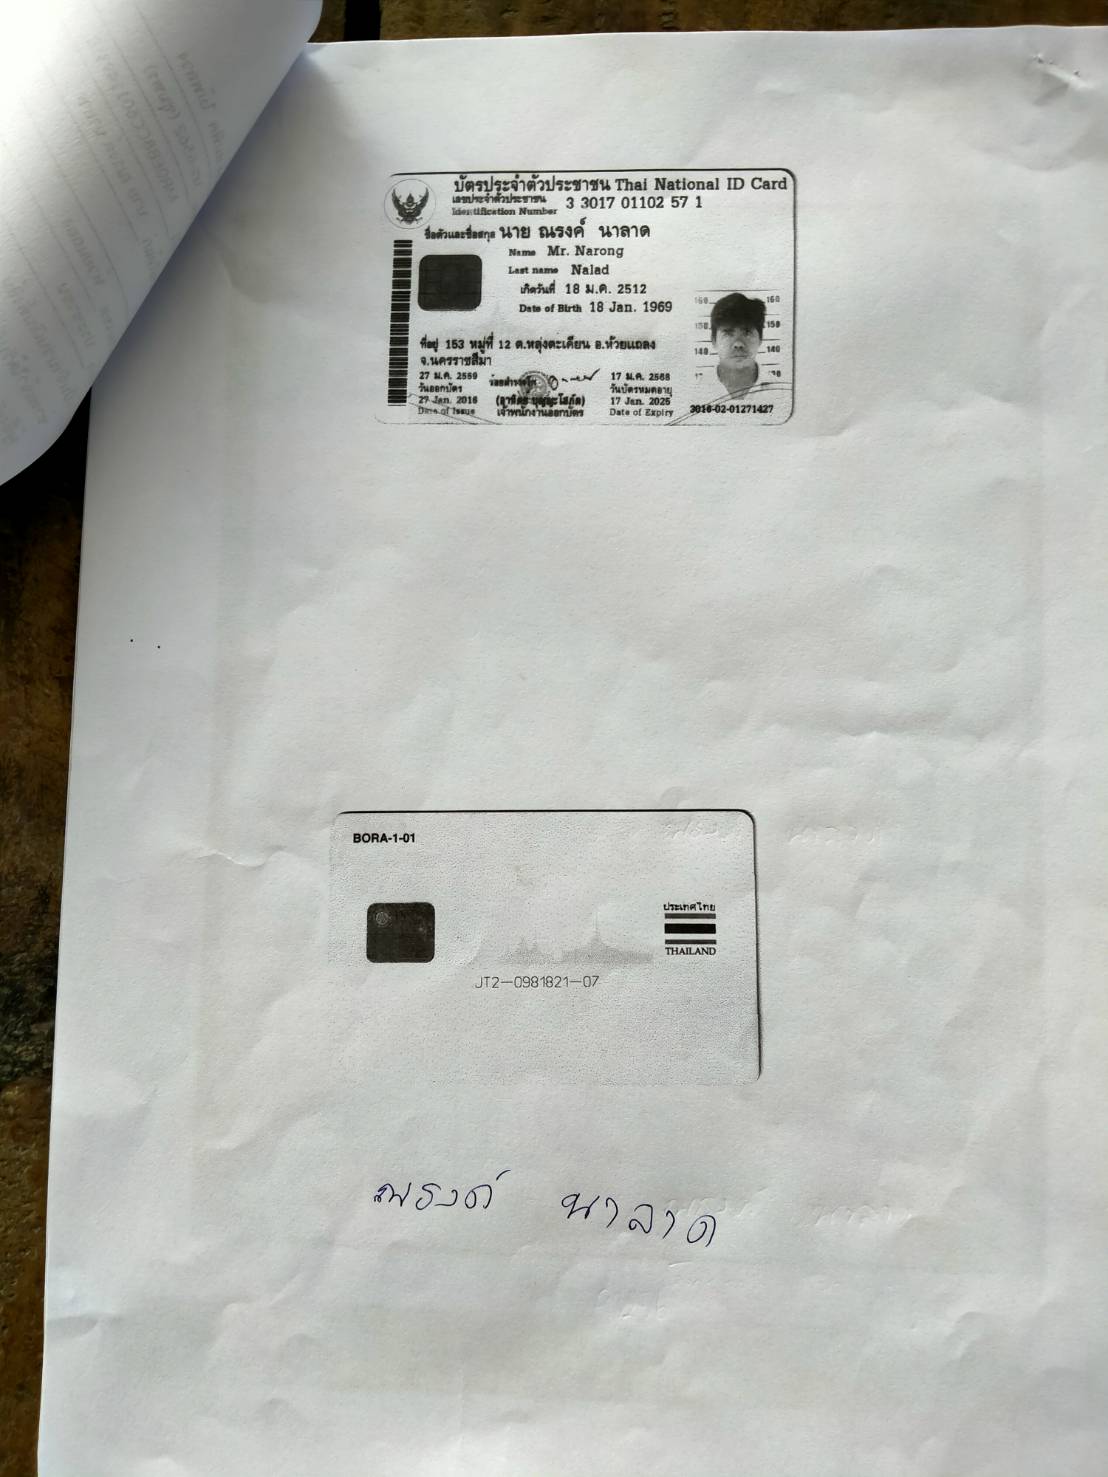 บัตรประจำตัวประชาชน Thai National ID Card
เลขประจำตัวประชาชน
Identification Number
3 3017 01102 57 1
ชื่อตัวและชื่อสกุล นาย ณรงค์ นาลาด
Name Mr. Narong
Last name Nalad
เกิดวันที่ 18 ม.ค. 2512
Date of Birth 18 Jan. 1969
160 160
150 150
140 140
ที่อยู่ 153 หมู่ที่ 12 ต.หลุ่งตะเคียน อ.ห้วยแถลง
จ.นครราชสีมา
27 ม.ค. 2559
วันออกบัตร
27 Jan. 2016
Date of Issue
เจ้าพนักงานออกบัตร
17 ม.ค. 2568
วันบัตรหมดอายุ
17 Jan. 2025
Date of Expiry
3016-02-01271427
BORA-1-01
ประเทศไทย
THAILAND
JT2-0981821-07
ณรงค์ นาลาด